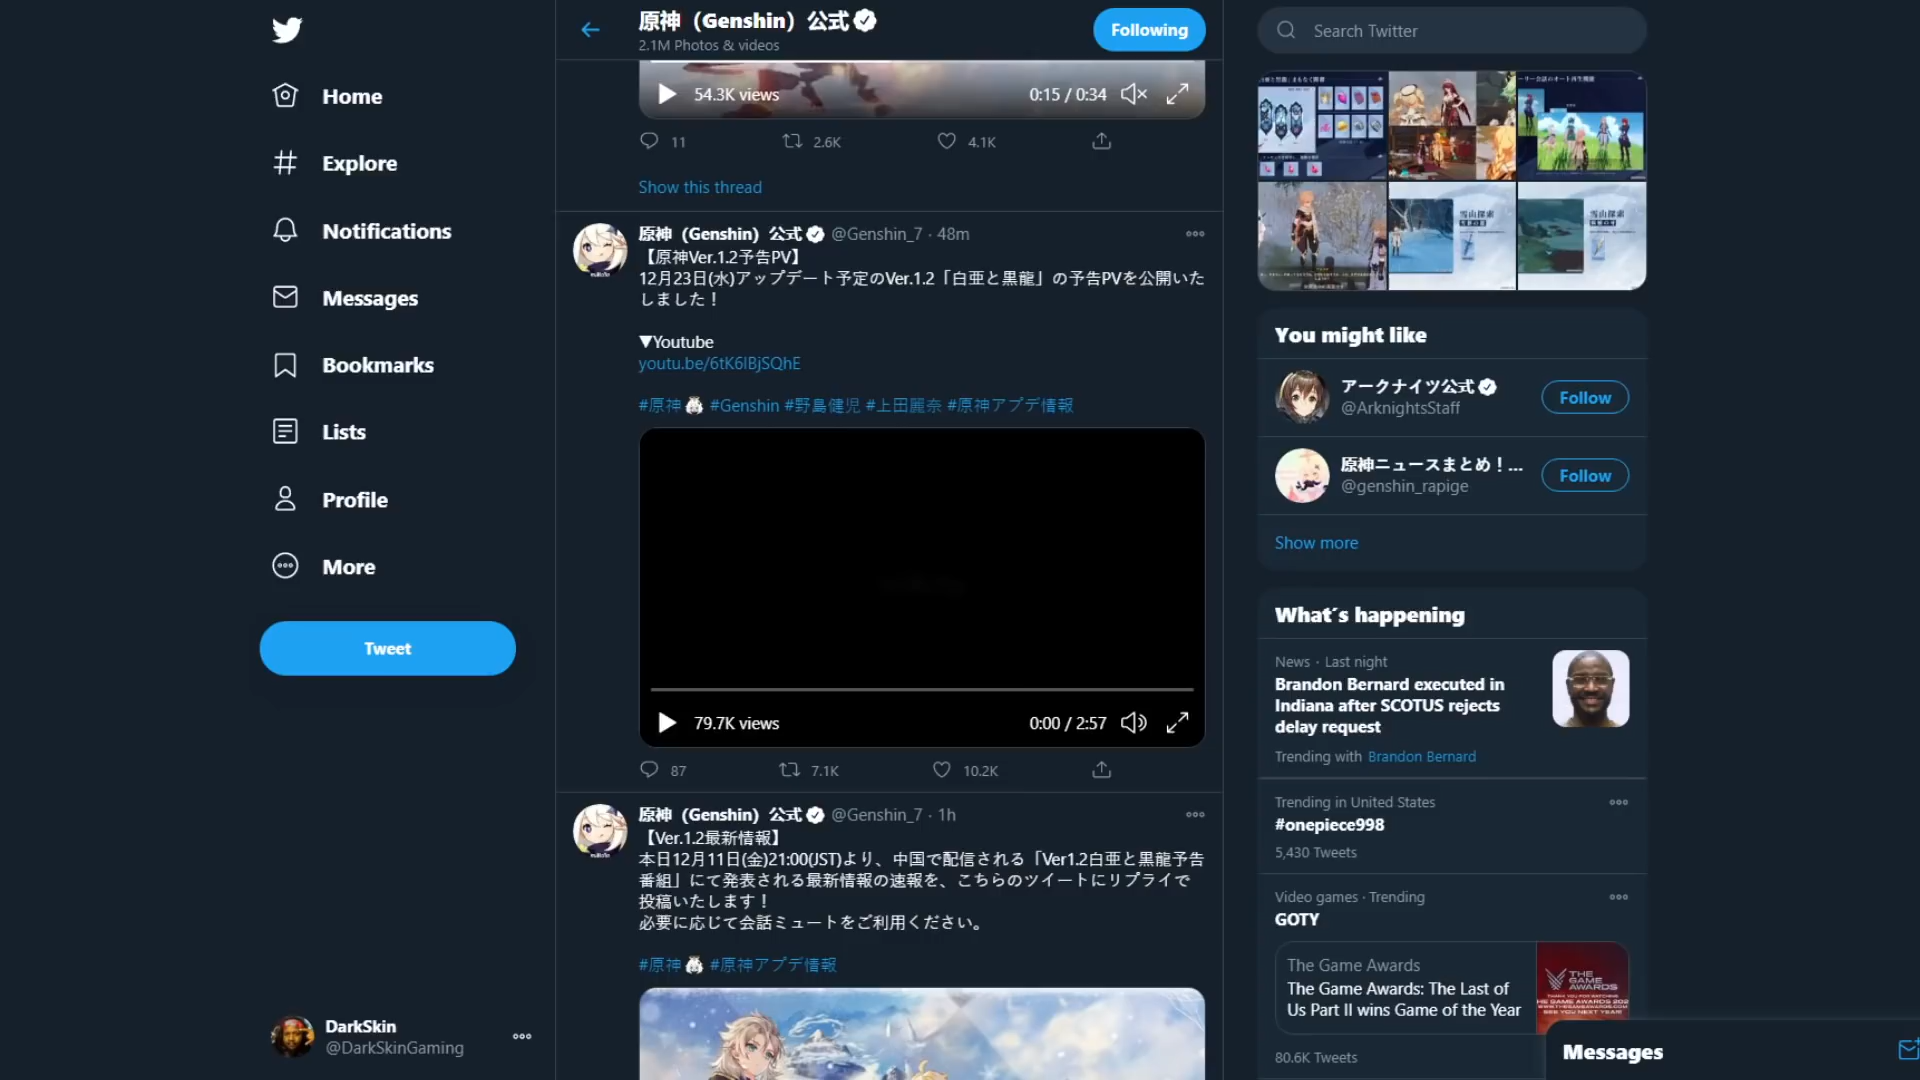 Home
Explore
Notifications
Messages
Bookmarks
Lists
Profile
More
Tweet
DarkSkin
@DarkSkinGaming
原神（Genshin）公式
2.1M Photos & videos
Following
54.3K views
0:15 / 0:34
11
2.6K
4.1K
Show this thread
原神（Genshin）公式 @Genshin_7 · 48m
【原神Ver.1.2予告PV】
12月23日(水)アップデート予定のVer.1.2「白亜と黒龍」の予告PVを公開いた
しました！
▼Youtube
youtu.be/6tK6lBjSQhE
#原神 #Genshin #野島健児 #上田麗奈 #原神アプデ情報
79.7K views
0:00 / 2:57
87
7.1K
10.2K
原神（Genshin）公式 @Genshin_7 · 1h
【Ver.1.2最新情報】
本日12月11日(金)21:00(JST)より、中国で配信される「Ver1.2白亜と黒龍予告
番組」にて発表される最新情報の速報を、こちらのツイートにリプライで
投稿いたします！
必要に応じて会話ミュートをご利用ください。
#原神 #原神アプデ情報
Search Twitter
雪山探索
雪山探索
You might like
アークナイツ公式
@ArknightsStaff
Follow
原神ニュースまとめ！...
@genshin_rapige
Follow
Show more
What's happening
News · Last night
Brandon Bernard executed in
Indiana after SCOTUS rejects
delay request
Trending with Brandon Bernard
Trending in United States
#onepiece998
5,430 Tweets
Video games · Trending
GOTY
The Game Awards
The Game Awards: The Last of
Us Part II wins Game of the Year
THE
GAME
AWARDS
80.6K Tweets
Messages